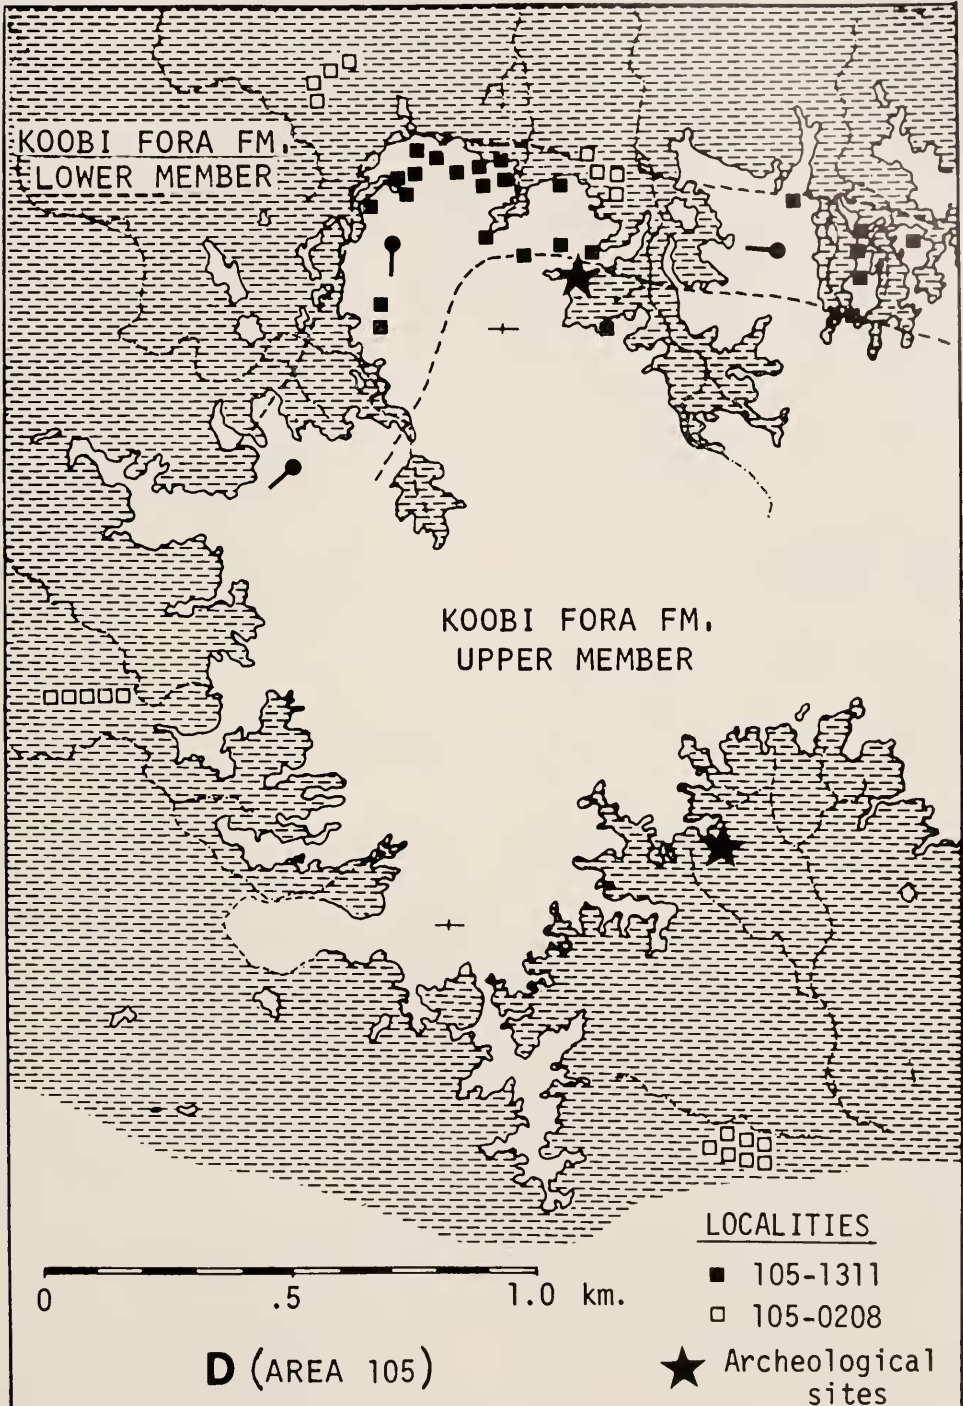 KOOBI FORA FM.
LOWER MEMBER
KOOBI FORA FM.
UPPER MEMBER
LOCALITIES
105-1311
105-0208
Archeological
sites
0 .5 1.0 km.
D (AREA 105)